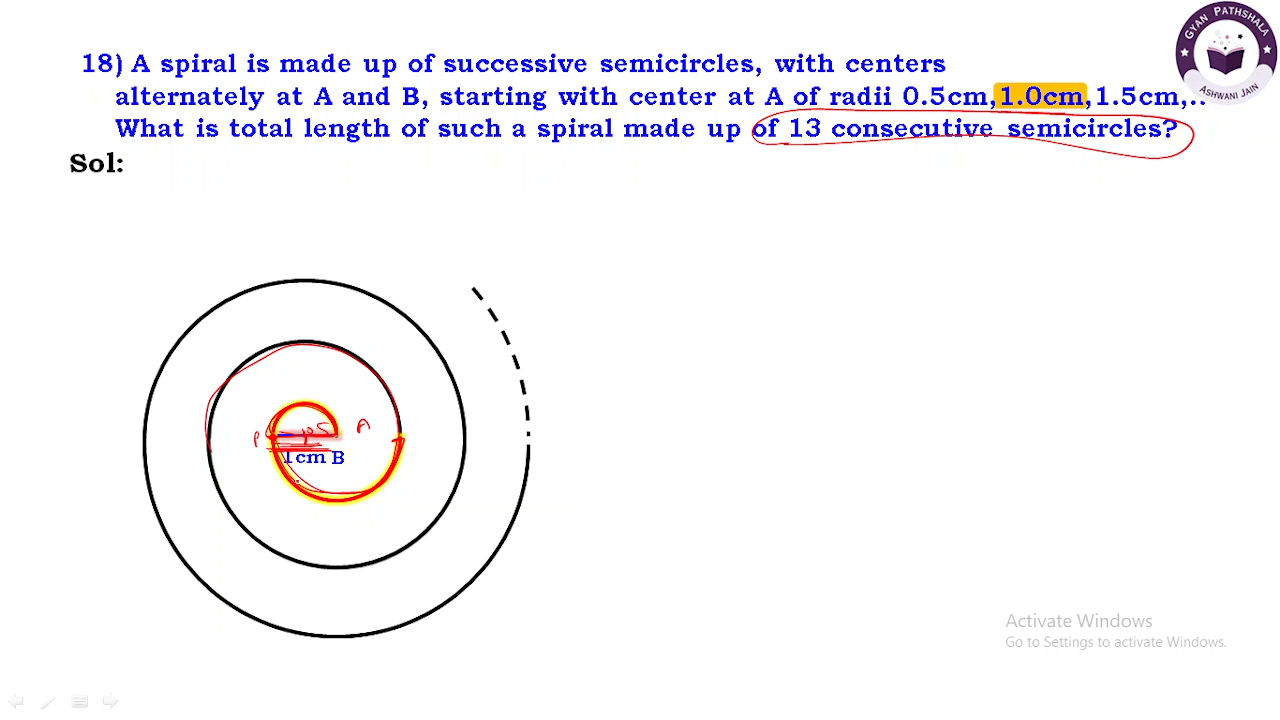 18) A spiral is made up of successive semicircles, with centers
alternately at A and B, starting with center at A of radii 0.5cm,1.0cm,1.5cm,..
What is total length of such a spiral made up of 13 consecutive semicircles?
Sol:
GYAN PATHSHALA
ASHWANI JAIN
A
P
1cm B
Activate Windows
Go to Settings to activate Windows.